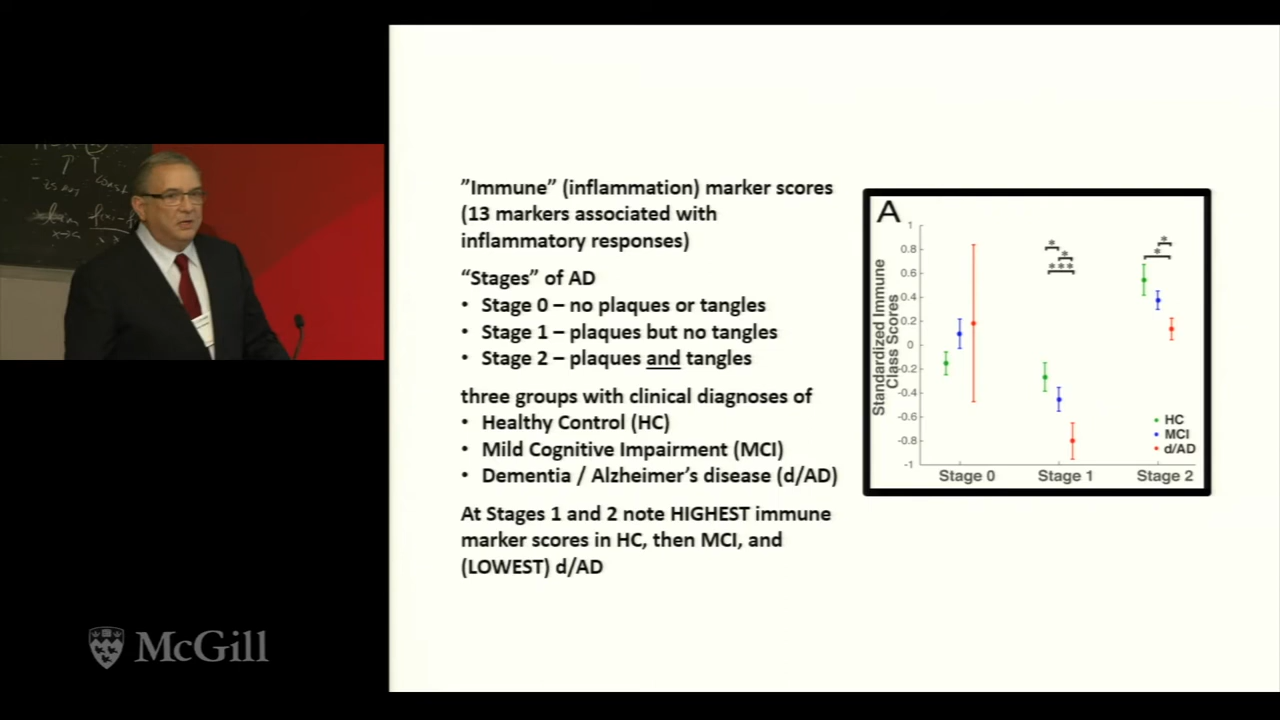 ”Immune” (inflammation) marker scores
(13 markers associated with
inflammatory responses)
“Stages” of AD
• Stage 0 – no plaques or tangles
• Stage 1 – plaques but no tangles
• Stage 2 – plaques and tangles
three groups with clinical diagnoses of
• Healthy Control (HC)
• Mild Cognitive Impairment (MCI)
• Dementia / Alzheimer’s disease (d/AD)
At Stages 1 and 2 note HIGHEST immune
marker scores in HC, then MCI, and
(LOWEST) d/AD
A
Standardized Immune
Class Scores
1
0.8
0.6
0.4
0.2
0
-0.2
-0.4
-0.6
-0.8
-1
*
*
***
*
*
HC
MCI
d/AD
Stage 0 Stage 1 Stage 2
McGill